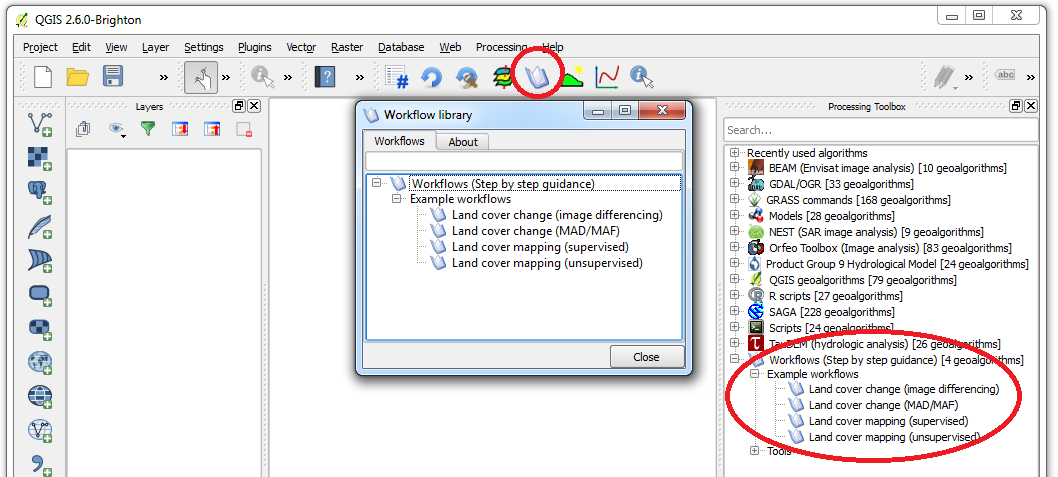 QGIS 2.6.0-Brighton
Project Edit View Layer Settings Plugins Vector Raster Database Web Processing Help
» » » ? » # i » abc »
Layers
Workflow library
Workflows About
Workflows (Step by step guidance)
Example workflows
Land cover change (image differencing)
Land cover change (MAD/MAF)
Land cover mapping (supervised)
Land cover mapping (unsupervised)
Close
Processing Toolbox
Search...
Recently used algorithms
BEAM (Envisat image analysis) [10 geoalgorithms]
GDAL/OGR [33 geoalgorithms]
GRASS commands [168 geoalgorithms]
Models [28 geoalgorithms]
NEST (SAR image analysis) [9 geoalgorithms]
Orfeo Toolbox (Image analysis) [83 geoalgorithms]
Product Group 9 Hydrological Model [24 geoalgorithms]
QGIS geoalgorithms [79 geoalgorithms]
R scripts [27 geoalgorithms]
SAGA [228 geoalgorithms]
Scripts [24 geoalgorithms]
TauDEM (hydrologic analysis) [26 geoalgorithms]
Workflows (Step by step guidance) [4 geoalgorithms]
Example workflows
Land cover change (image differencing)
Land cover change (MAD/MAF)
Land cover mapping (supervised)
Land cover mapping (unsupervised)
Tools